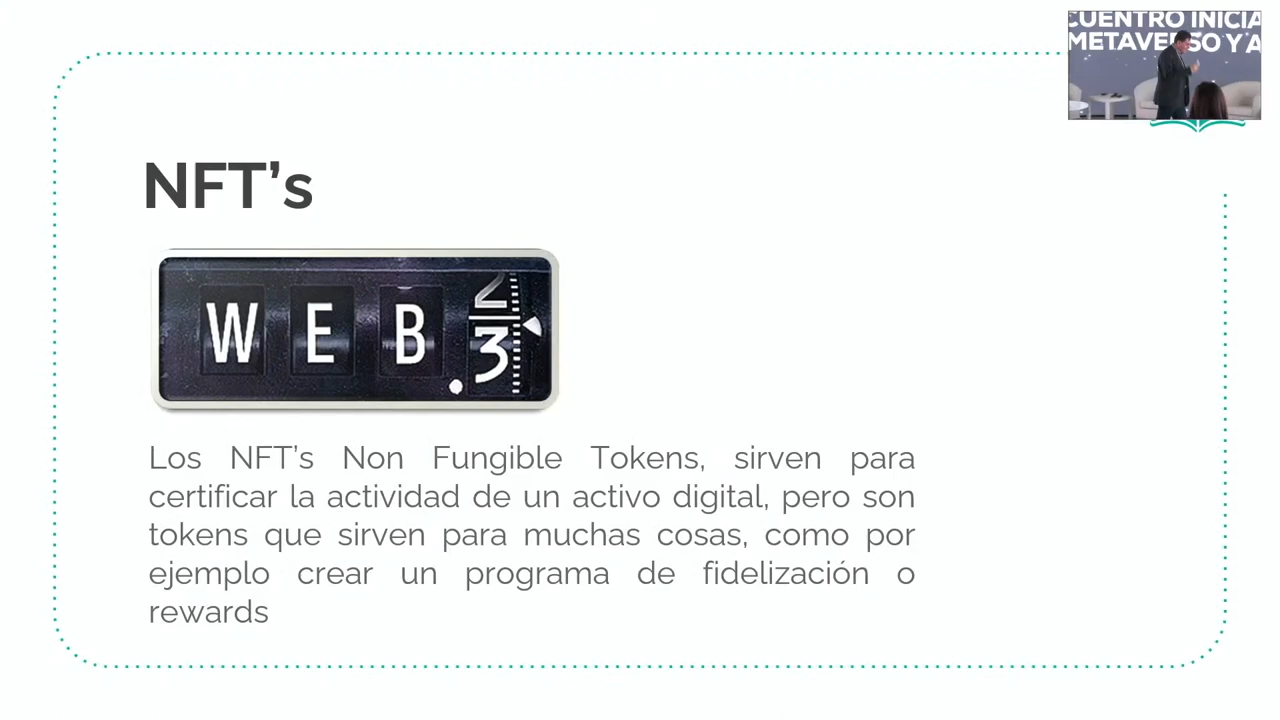 CUENTRO INICIA
METAVERSO Y A
NFT’s
WEB 2
.3
Los NFT’s Non Fungible Tokens, sirven para
certificar la actividad de un activo digital, pero son
tokens que sirven para muchas cosas, como por
ejemplo crear un programa de fidelización o
rewards